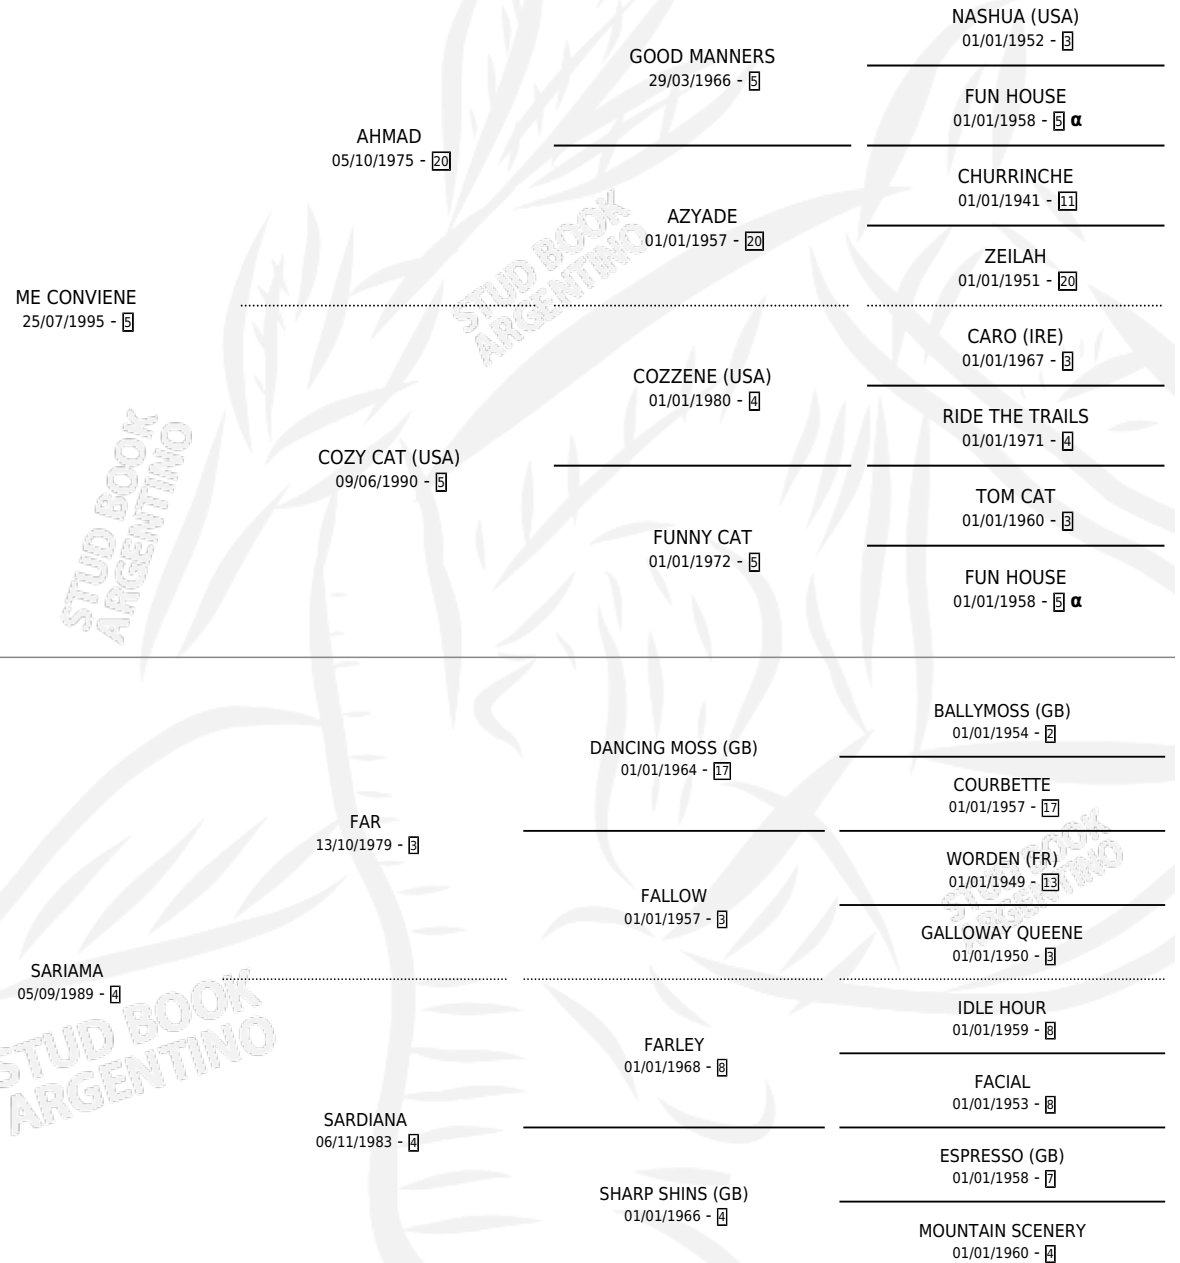 NASHUA (USA)
01/01/1952 - 3
GOOD MANNERS
29/03/1966 - 5
FUN HOUSE
01/01/1958 - 5 α
AHMAD
05/10/1975 - 20
CHURRINCHE
01/01/1941 - 11
AZYADE
01/01/1957 - 20
ZEILAH
01/01/1951 - 20
ME CONVIENE
25/07/1995 - 5
CARO (IRE)
01/01/1967 - 3
COZZENE (USA)
01/01/1980 - 4
RIDE THE TRAILS
01/01/1971 - 4
COZY CAT (USA)
09/06/1990 - 5
TOM CAT
01/01/1960 - 3
FUNNY CAT
01/01/1972 - 5
FUN HOUSE
01/01/1958 - 5 α
BALLYMOSS (GB)
01/01/1954 - 2
DANCING MOSS (GB)
01/01/1964 - 17
COURBETTE
01/01/1957 - 17
FAR
13/10/1979 - 3
WORDEN (FR)
01/01/1949 - 13
FALLOW
01/01/1957 - 3
GALLOWAY QUEENE
01/01/1950 - 3
SARIAMA
05/09/1989 - 4
IDLE HOUR
01/01/1959 - 8
FARLEY
01/01/1968 - 8
FACIAL
01/01/1953 - 8
SARDIANA
06/11/1983 - 4
ESPRESSO (GB)
01/01/1958 - 7
SHARP SHINS (GB)
01/01/1966 - 4
MOUNTAIN SCENERY
01/01/1960 - 4
STUD BOOK
ARGENTINO
STUD BOOK
ARGENTINO
STUD BOOK
ARGENTINO
STUD BOOK
ARGENTINO